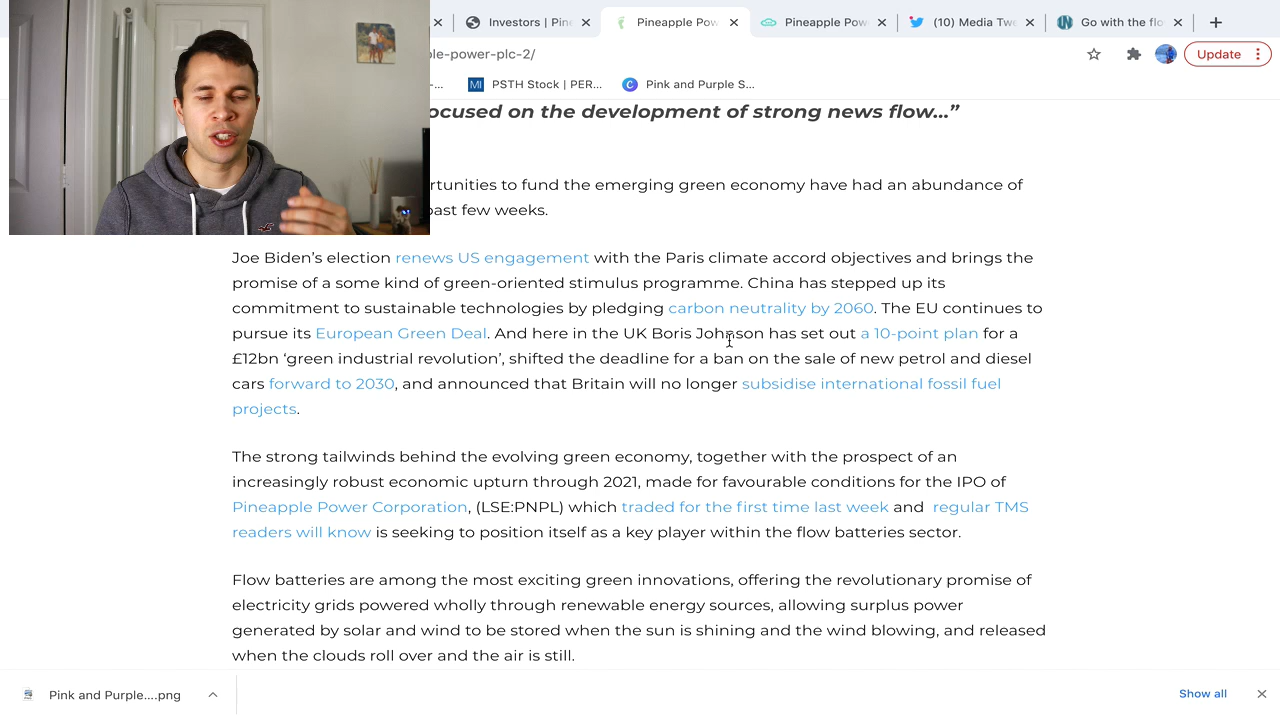 Investors | Pin
Pineapple Pow
Pineapple Pow
(10) Media Twe
Go with the flo
le-power-plc-2/
Update
...
PSTH Stock | PER...
Pink and Purple S...
ocused on the development of strong news flow...”
rtunities to fund the emerging green economy have had an abundance of
past few weeks.
Joe Biden’s election renews US engagement with the Paris climate accord objectives and brings the
promise of a some kind of green-oriented stimulus programme. China has stepped up its
commitment to sustainable technologies by pledging carbon neutrality by 2060. The EU continues to
pursue its European Green Deal. And here in the UK Boris Johnson has set out a 10-point plan for a
£12bn ‘green industrial revolution’, shifted the deadline for a ban on the sale of new petrol and diesel
cars forward to 2030, and announced that Britain will no longer subsidise international fossil fuel
projects.
The strong tailwinds behind the evolving green economy, together with the prospect of an
increasingly robust economic upturn through 2021, made for favourable conditions for the IPO of
Pineapple Power Corporation, (LSE:PNPL) which traded for the first time last week and regular TMS
readers will know is seeking to position itself as a key player within the flow batteries sector.
Flow batteries are among the most exciting green innovations, offering the revolutionary promise of
electricity grids powered wholly through renewable energy sources, allowing surplus power
generated by solar and wind to be stored when the sun is shining and the wind blowing, and released
when the clouds roll over and the air is still.
Pink and Purple....png
Show all